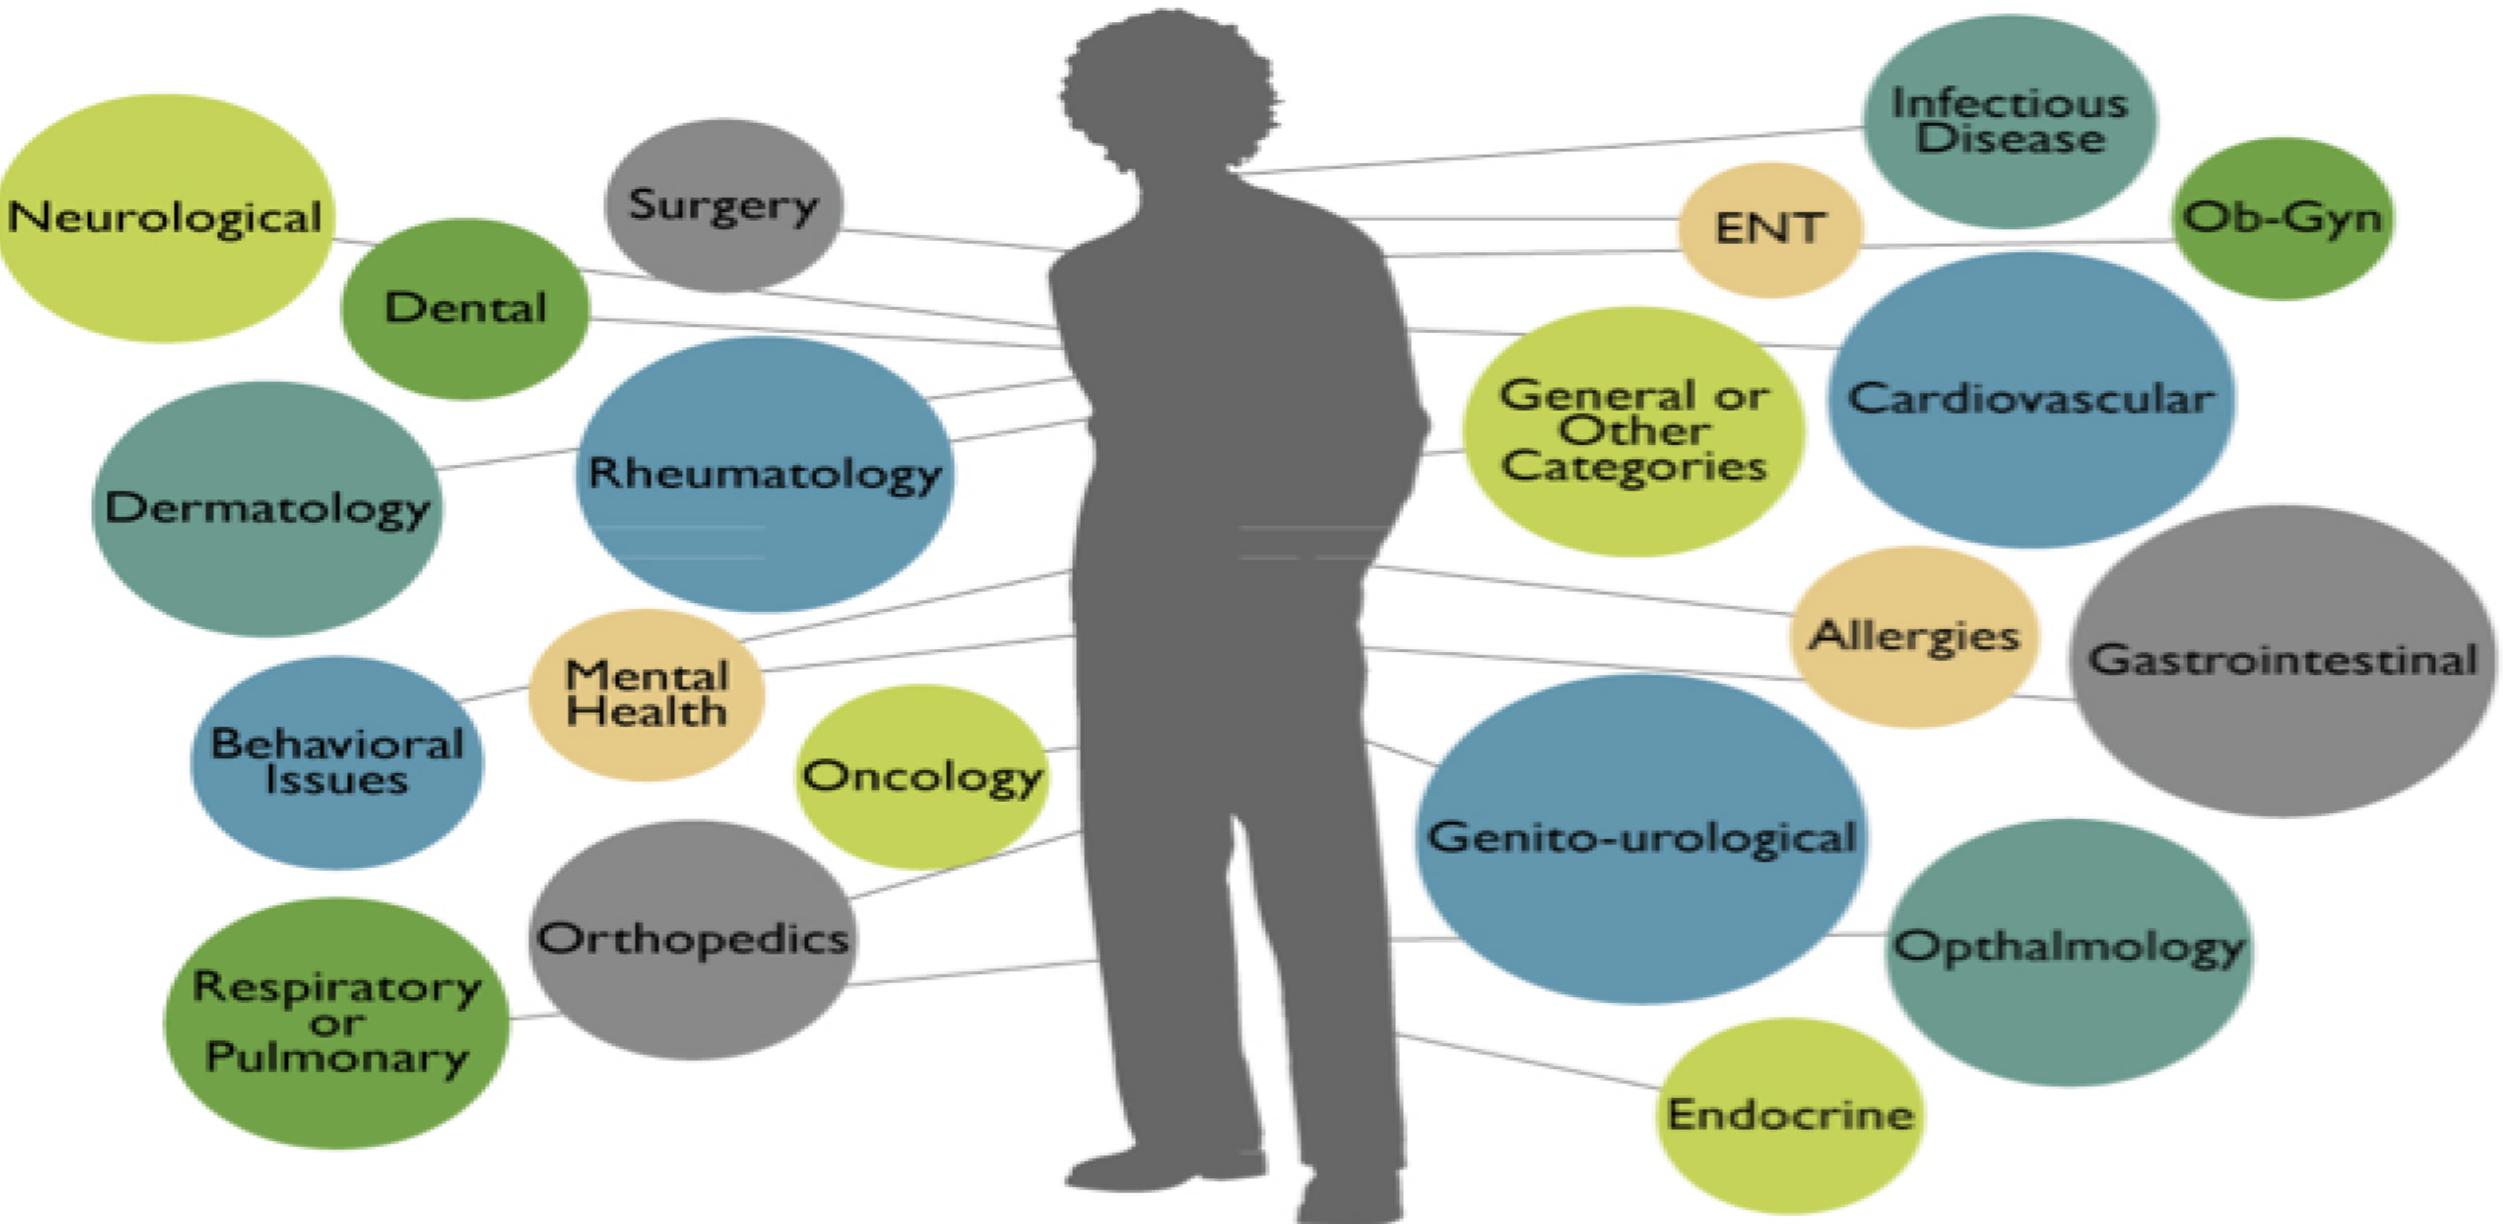 Neurological
Surgery
Dental
Rheumatology
Dermatology
Mental
Health
Behavioral
Issues
Oncology
Orthopedics
Respiratory
or
Pulmonary
Infectious
Disease
ENT
Ob-Gyn
General or
Other
Categories
Cardiovascular
Allergies
Gastrointestinal
Genito-urological
Opthalmology
Endocrine